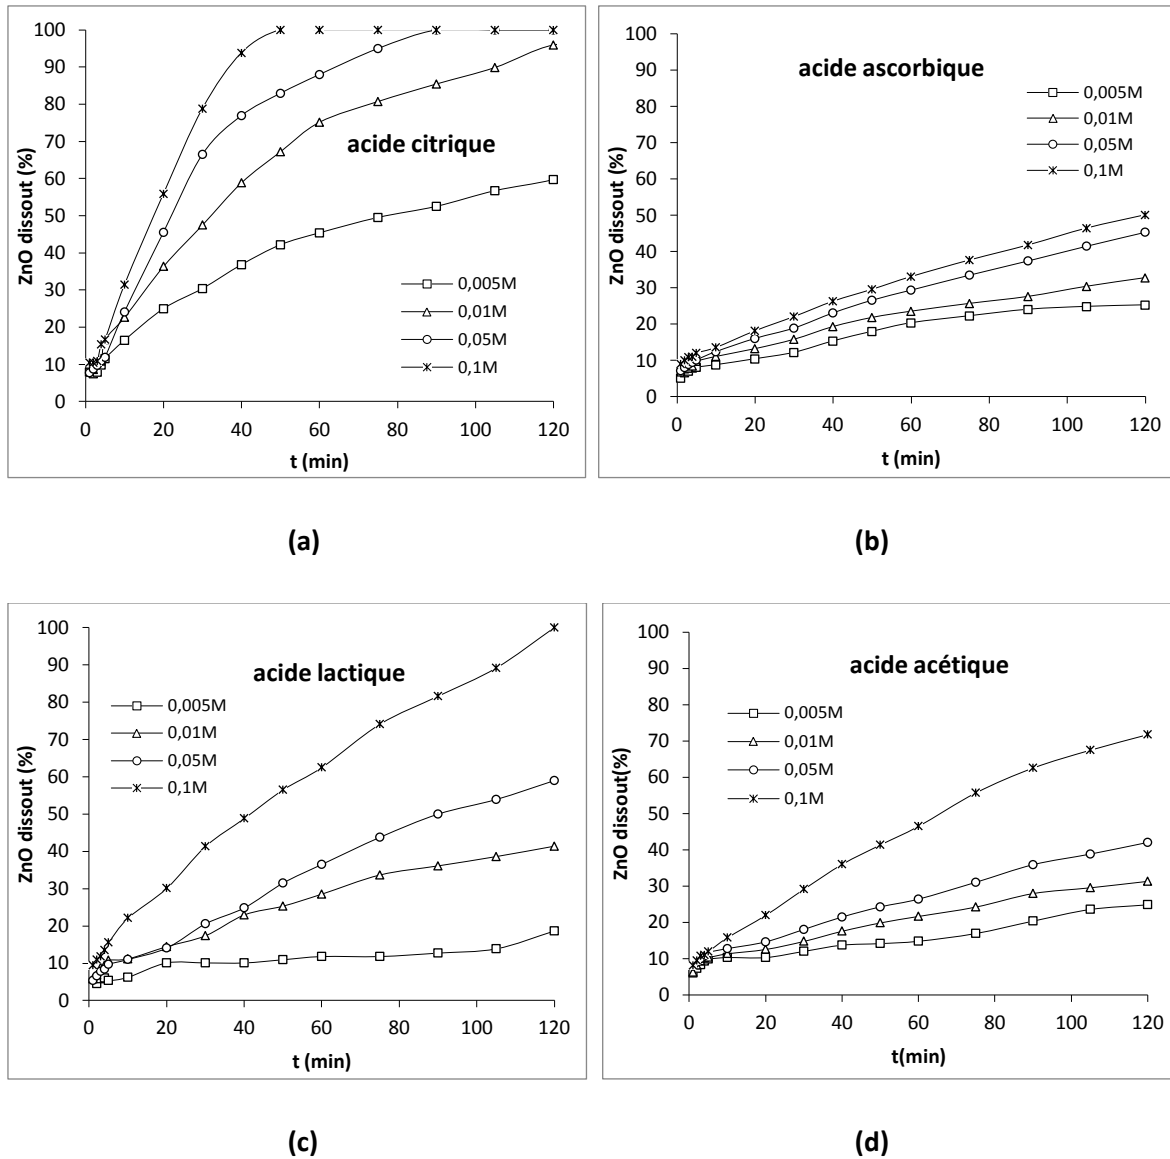 acide citrique
ZnO dissout (%)
100
90
80
70
60
50
40
30
20
10
0
0,005M
0,01M
0,05M
0,1M
0 20 40 60 80 100 120
t (min)
(a)
acide ascorbique
ZnO dissout (%)
100
90
80
70
60
50
40
30
20
10
0
0,005M
0,01M
0,05M
0,1M
0 20 40 60 80 100 120
t (min)
(b)
acide lactique
ZnO dissout (%)
100
90
80
70
60
50
40
30
20
10
0
0,005M
0,01M
0,05M
0,1M
0 20 40 60 80 100 120
t (min)
(c)
acide acétique
ZnO dissout(%)
100
90
80
70
60
50
40
30
20
10
0
0,005M
0,01M
0,05M
0,1M
0 20 40 60 80 100 120
t(min)
(d)